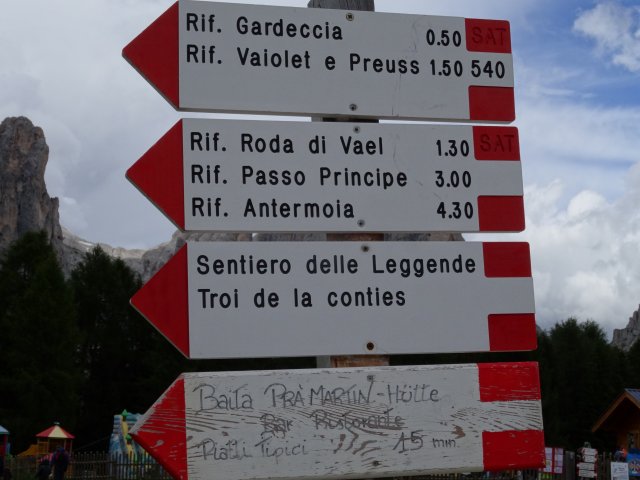 Rif. Gardeccia 0.50 SAT
Rif. Vaiolet e Preuss 1.50 540
Rif. Roda di Vael 1.30 SAT
Rif. Passo Principe 3.00
Rif. Antermoia 4.30
Sentiero delle Leggende
Troi de la conties
Baita PRÀ MARTIN - Hütte
Bar Ristorante
Piatti Tipici 15 min.